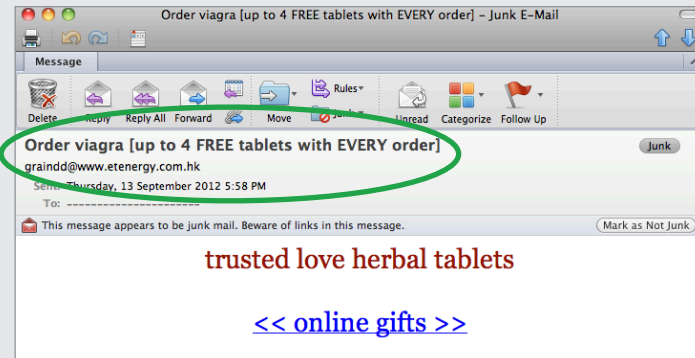 Order viagra [up to 4 FREE tablets with EVERY order] – Junk E-Mail
Message
Rules
Delete Reply Reply All Forward Move Junk Unread Categorize Follow Up
Order viagra [up to 4 FREE tablets with EVERY order] Junk
graindd@www.etenergy.com.hk
Sent: Thursday, 13 September 2012 5:58 PM
To: ----------------------
This message appears to be junk mail. Beware of links in this message. Mark as Not Junk
trusted love herbal tablets
<< online gifts >>